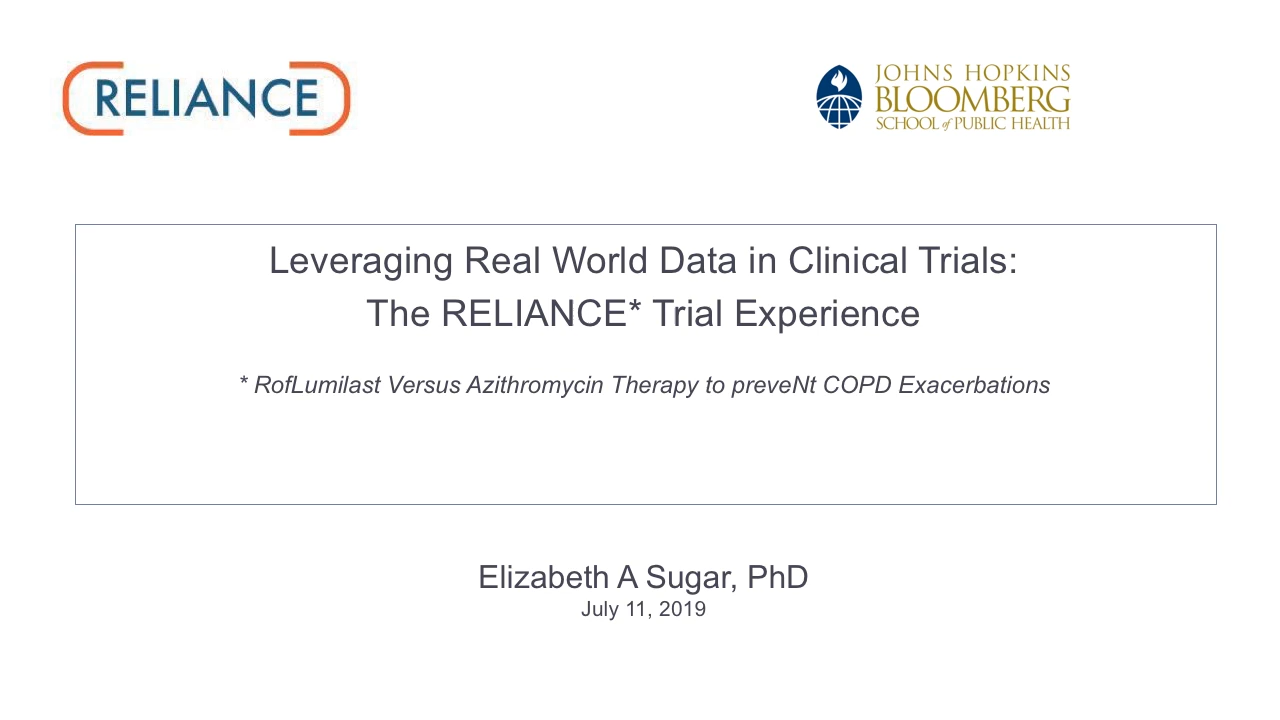 RELIANCE
JOHNS HOPKINS
BLOOMBERG
SCHOOL of PUBLIC HEALTH
Leveraging Real World Data in Clinical Trials:
The RELIANCE* Trial Experience
* RofLumilast Versus Azithromycin Therapy to preveNt COPD Exacerbations
Elizabeth A Sugar, PhD
July 11, 2019